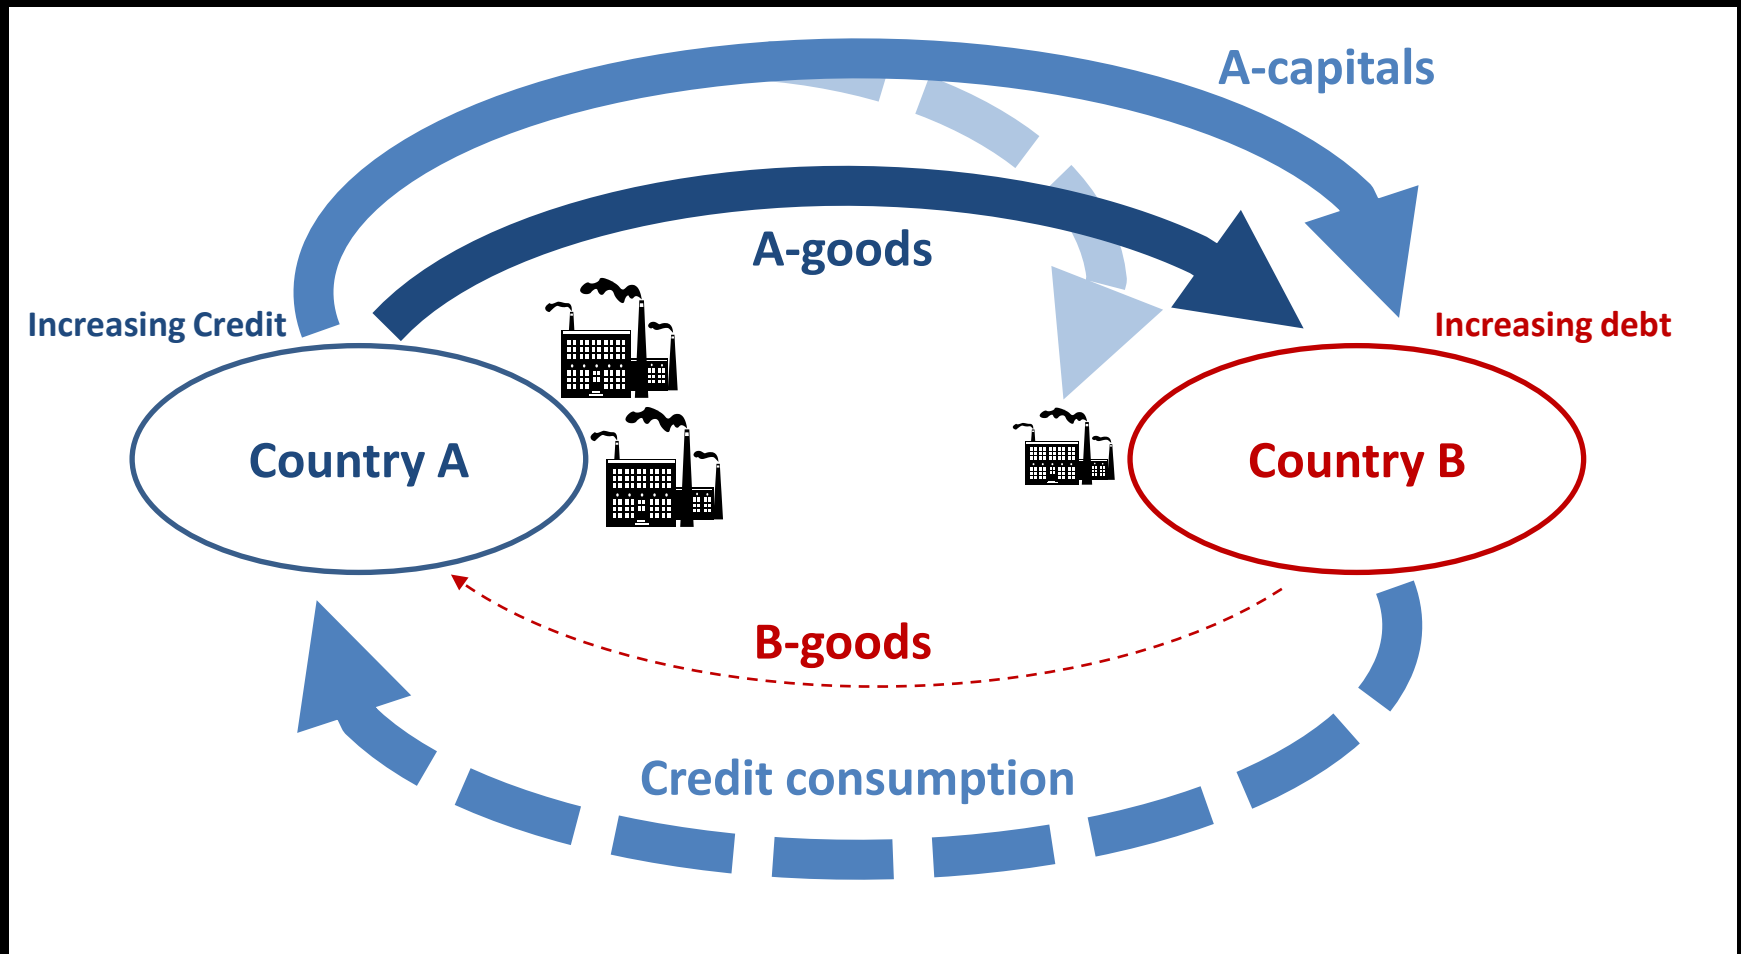 A-capitals
A-goods
Increasing Credit
Increasing debt
Country A
Country B
B-goods
Credit consumption